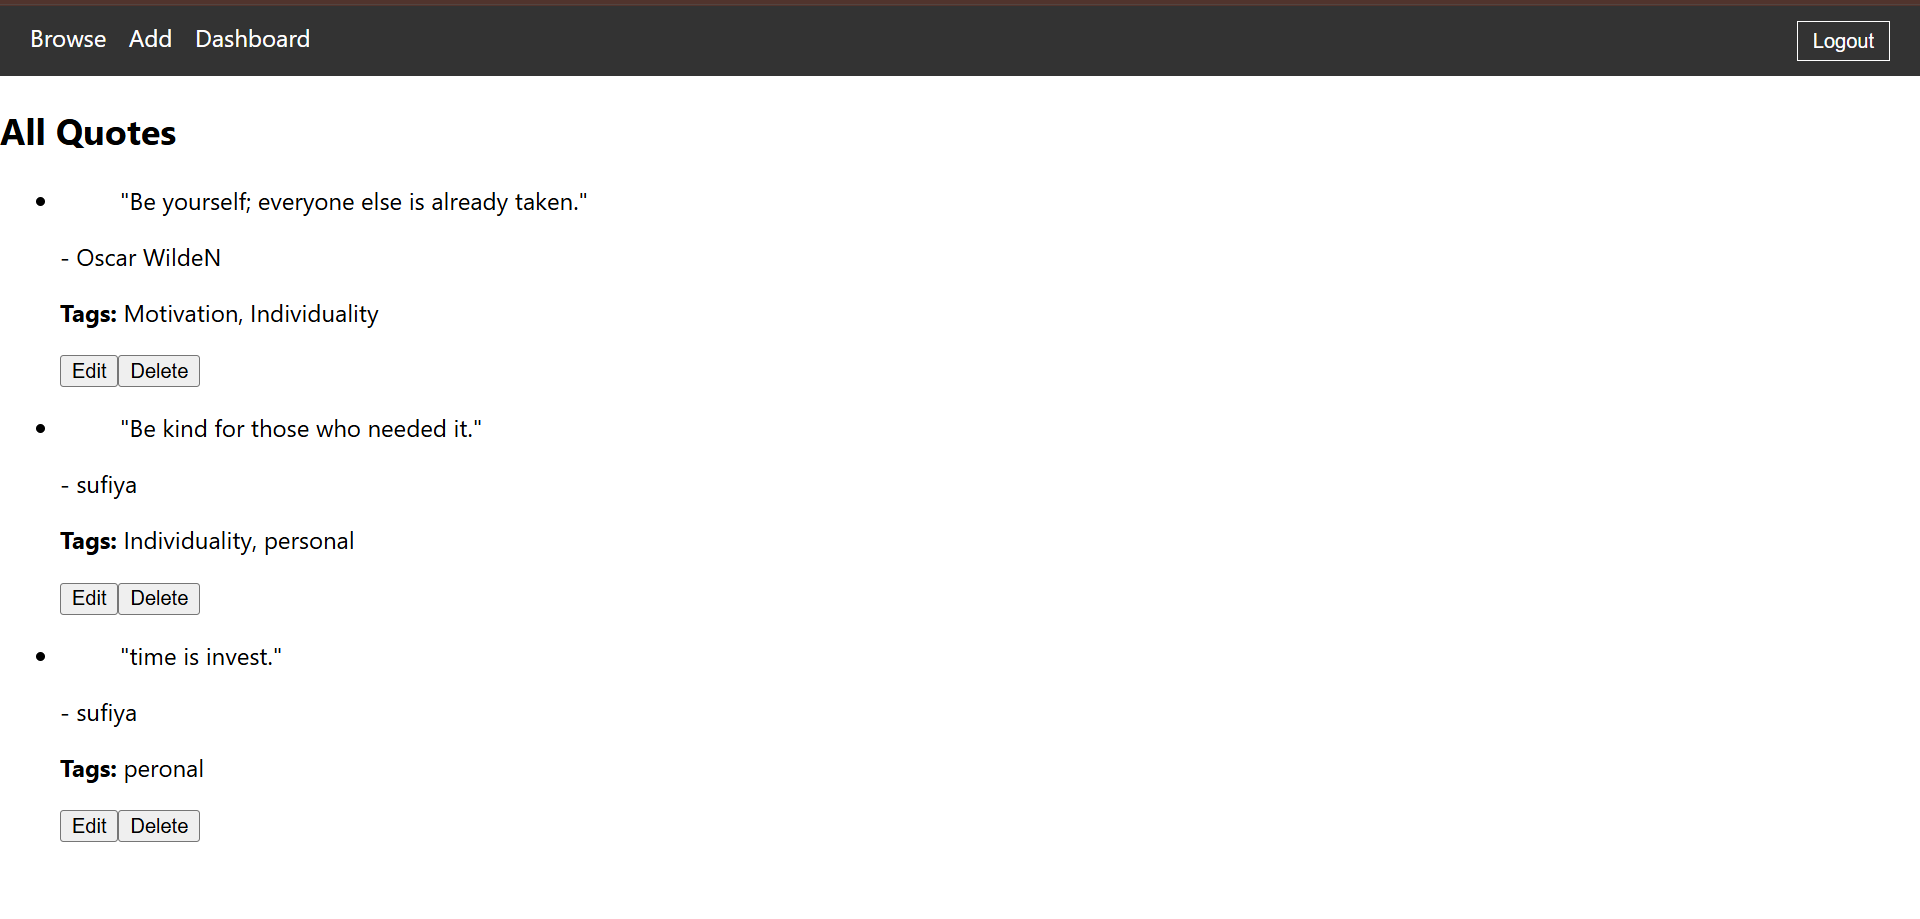 Browse Add Dashboard Logout
All Quotes
"Be yourself; everyone else is already taken."
- Oscar WildeN
Tags: Motivation, Individuality
Edit Delete
"Be kind for those who needed it."
- sufiya
Tags: Individuality, personal
Edit Delete
"time is invest."
- sufiya
Tags: peronal
Edit Delete